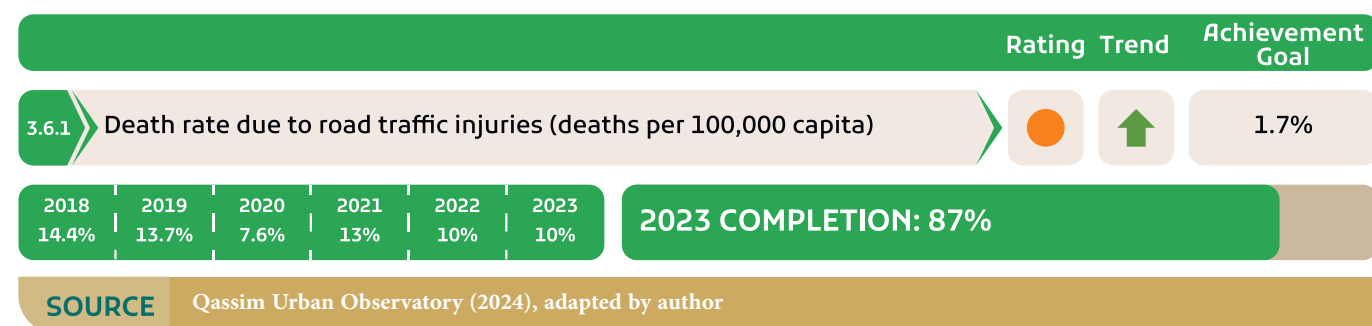 Rating Trend Achievement Goal
3.6.1 Death rate due to road traffic injuries (deaths per 100,000 capita) 1.7%
2018 2019 2020 2021 2022 2023
14.4% 13.7% 7.6% 13% 10% 10%
2023 COMPLETION: 87%
SOURCE Qassim Urban Observatory (2024), adapted by author